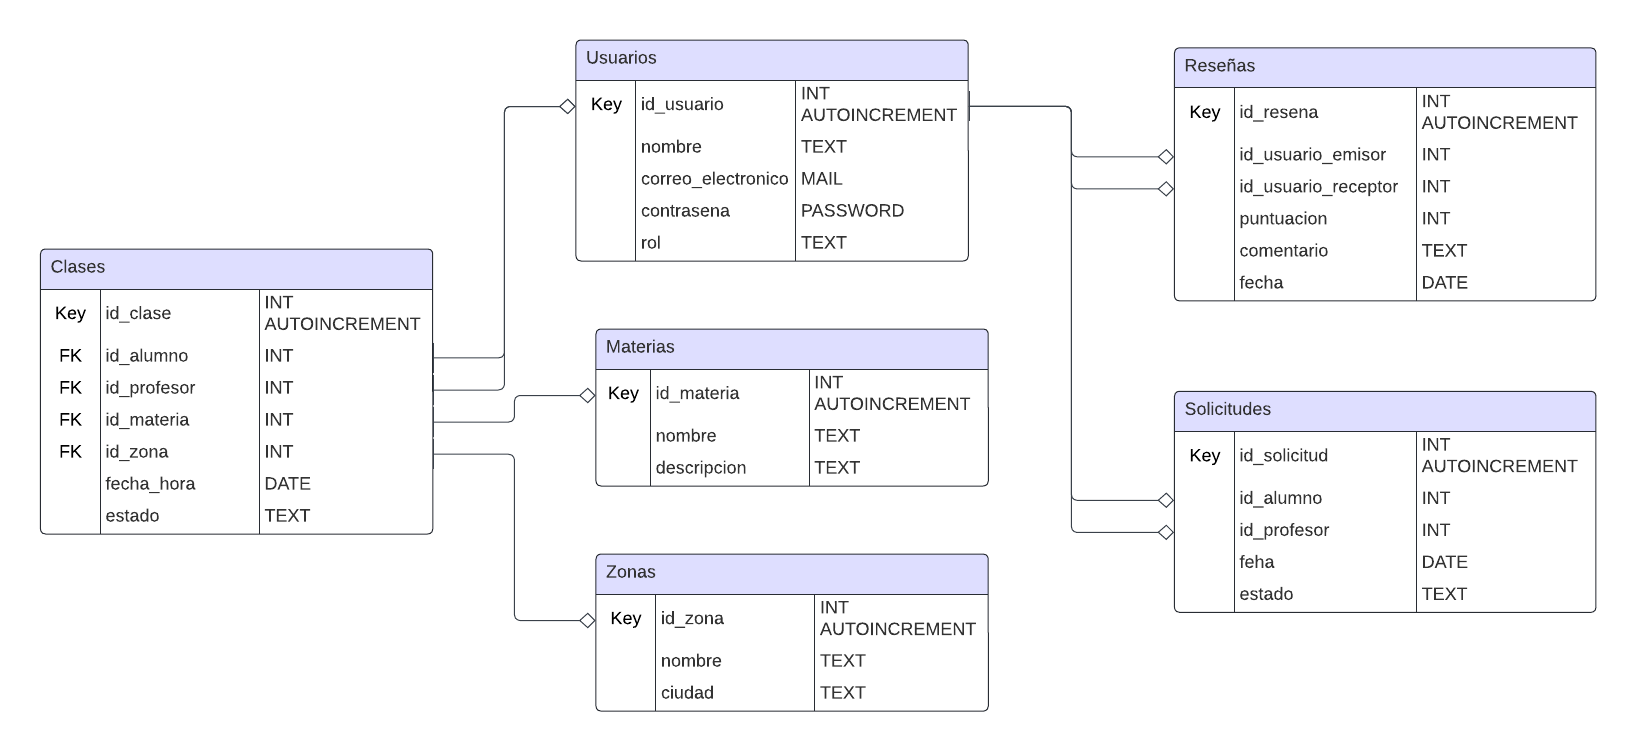 Usuarios
Key id_usuario INT AUTOINCREMENT
nombre TEXT
correo_electronico MAIL
contrasena PASSWORD
rol TEXT
Reseñas
Key id_resena INT AUTOINCREMENT
id_usuario_emisor INT
id_usuario_receptor INT
puntuacion INT
comentario TEXT
fecha DATE
Clases
Key id_clase INT AUTOINCREMENT
FK id_alumno INT
FK id_profesor INT
FK id_materia INT
FK id_zona INT
fecha_hora DATE
estado TEXT
Materias
Key id_materia INT AUTOINCREMENT
nombre TEXT
descripcion TEXT
Solicitudes
Key id_solicitud INT AUTOINCREMENT
id_alumno INT
id_profesor INT
feha DATE
estado TEXT
Zonas
Key id_zona INT AUTOINCREMENT
nombre TEXT
ciudad TEXT